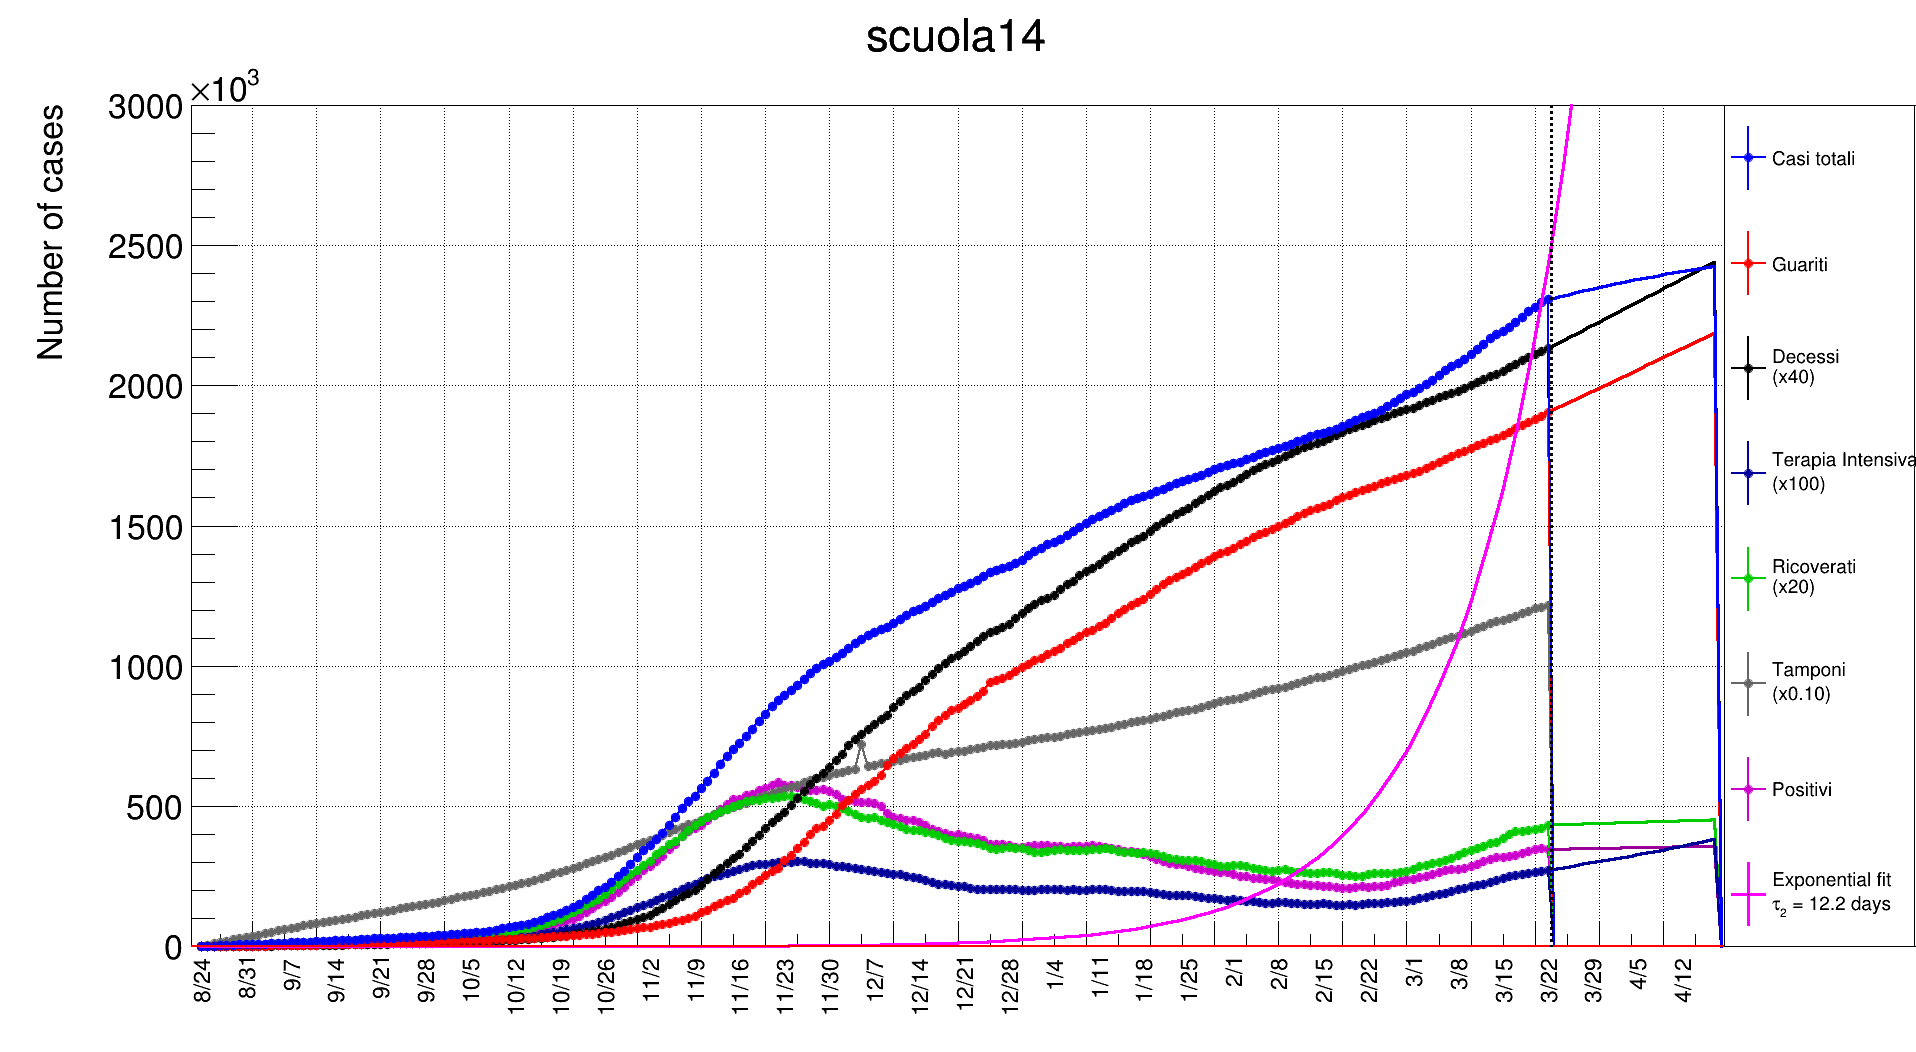 scuola14
×10³
Number of cases
3000
2500
2000
1500
1000
500
0
8/24
8/31
9/7
9/14
9/21
9/28
10/5
10/12
10/19
10/26
11/2
11/9
11/16
11/23
11/30
12/7
12/14
12/21
12/28
1/4
1/11
1/18
1/25
2/1
2/8
2/15
2/22
3/1
3/8
3/15
3/22
3/29
4/5
4/12
Casi totali
Guariti
Decessi
(x40)
Terapia Intensiva
(x100)
Ricoverati
(x20)
Tamponi
(x0.10)
Positivi
Exponential fit
τ₂ = 12.2 days